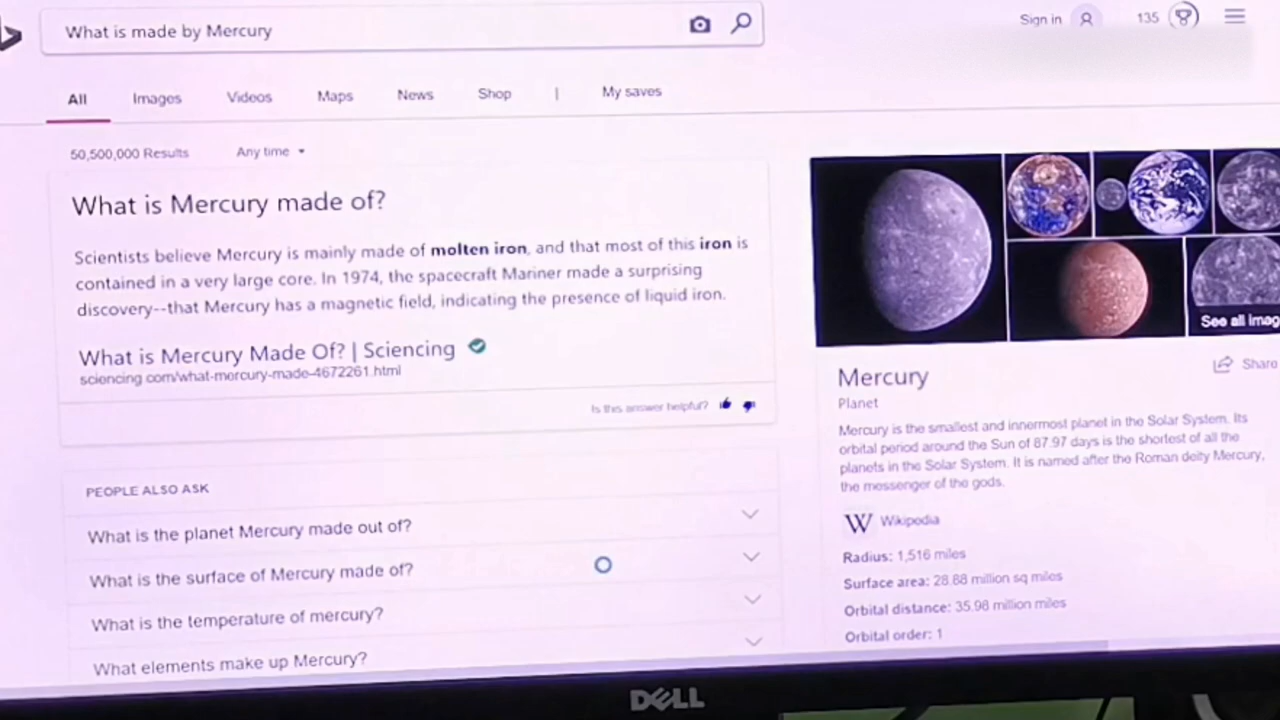 What is made by Mercury
Sign in
135
All Images Videos Maps News Shop | My saves
50,500,000 Results Any time
What is Mercury made of?
Scientists believe Mercury is mainly made of molten iron, and that most of this iron is
contained in a very large core. In 1974, the spacecraft Mariner made a surprising
discovery--that Mercury has a magnetic field, indicating the presence of liquid iron.
What is Mercury Made Of? | Sciencing
sciencing.com/what-mercury-made-4672261.html
Is this answer helpful?
PEOPLE ALSO ASK
What is the planet Mercury made out of?
What is the surface of Mercury made of?
What is the temperature of mercury?
What elements make up Mercury?
See all imag
Mercury
Share
Planet
Mercury is the smallest and innermost planet in the Solar System. Its
orbital period around the Sun of 87.97 days is the shortest of all the
planets in the Solar System. It is named after the Roman deity Mercury,
the messenger of the gods.
W Wikipedia
Radius: 1,516 miles
Surface area: 28.88 million sq miles
Orbital distance: 35.98 million miles
Orbital order: 1
DELL